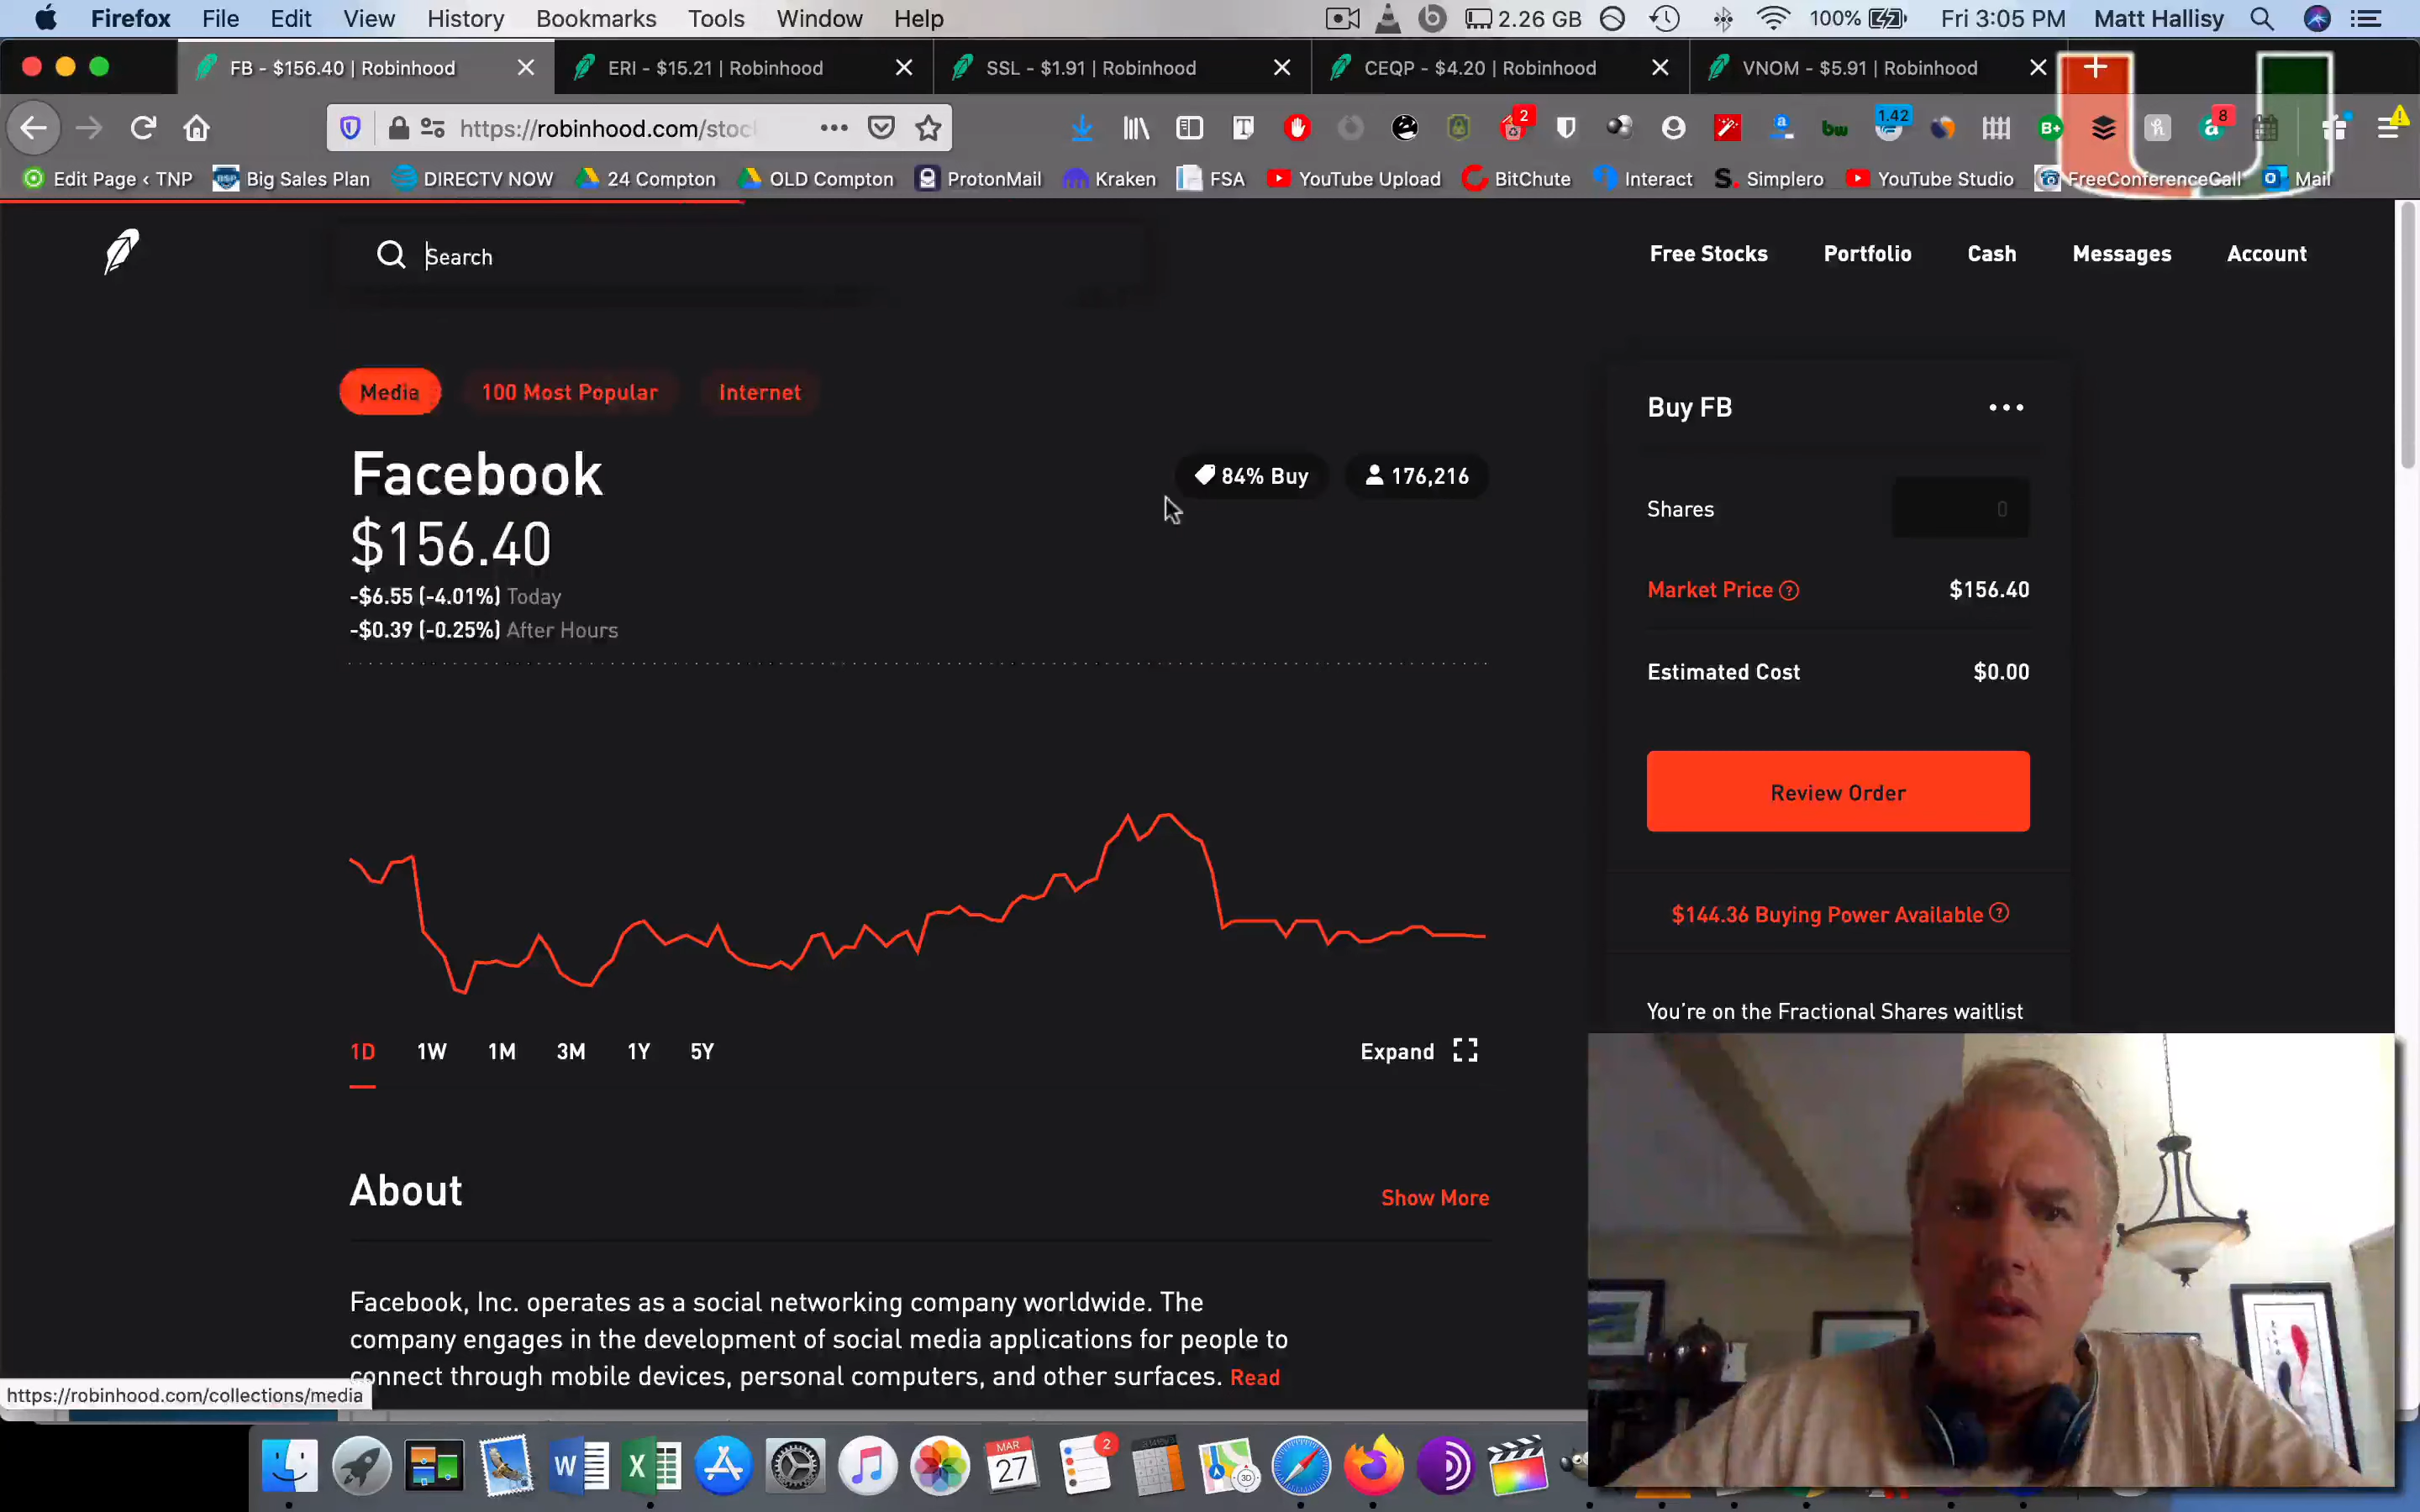 Firefox File Edit View History Bookmarks Tools Window Help 2.26 GB 100% Fri 3:05 PM Matt Hallisy
FB - $156.40 | Robinhood ERI - $15.21 | Robinhood SSL - $1.91 | Robinhood CEQP - $4.20 | Robinhood VNOM - $5.91 | Robinhood
https://robinhood.com/stoc 2 1.42 8
Edit Page ‹ TNP Big Sales Plan DIRECTV NOW 24 Compton OLD Compton ProtonMail Kraken FSA YouTube Upload BitChute Interact Simplero YouTube Studio FreeConferenceCall Mail
Search
Free Stocks Portfolio Cash Messages Account
Media 100 Most Popular Internet
Facebook
84% Buy 176,216
$156.40
-$6.55 (-4.01%) Today
-$0.39 (-0.25%) After Hours
1D 1W 1M 3M 1Y 5Y Expand
About
Show More
Facebook, Inc. operates as a social networking company worldwide. The
company engages in the development of social media applications for people to
connect through mobile devices, personal computers, and other surfaces. Read
Buy FB
Shares 0
Market Price $156.40
Estimated Cost $0.00
Review Order
$144.36 Buying Power Available
You're on the Fractional Shares waitlist
https://robinhood.com/collections/media
MAR
27
2